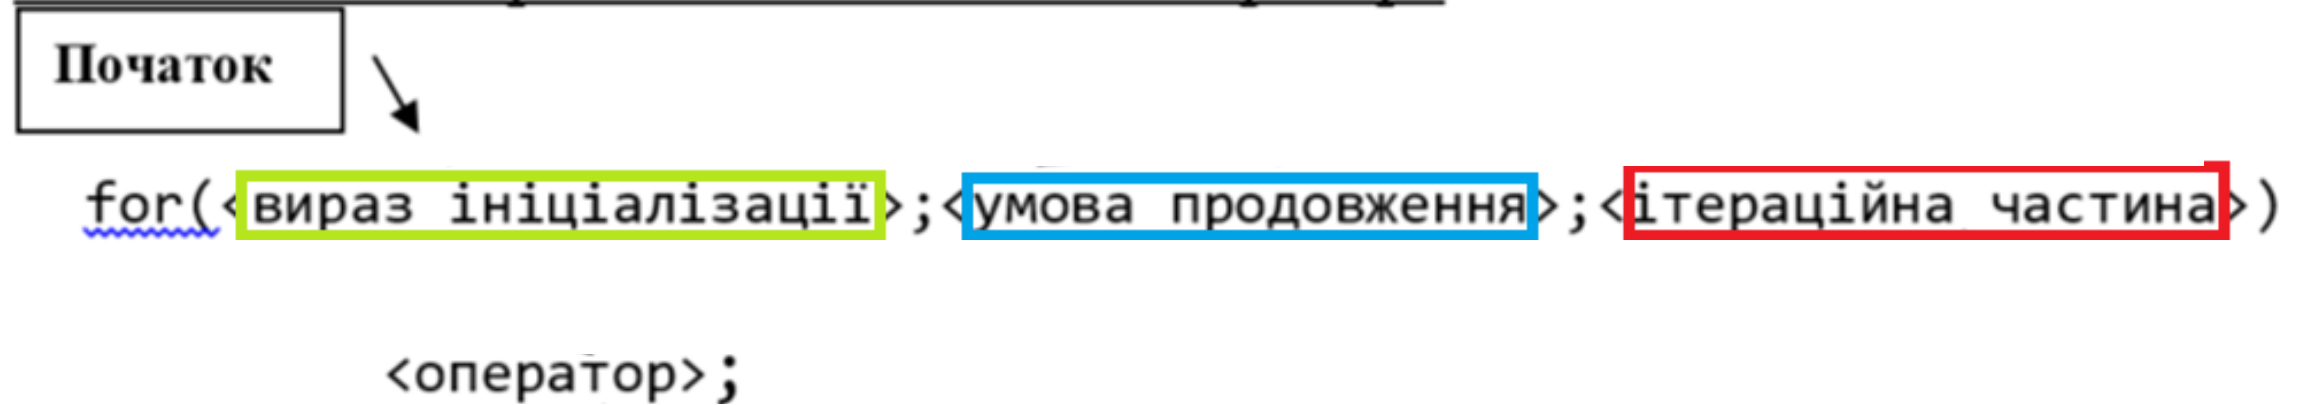 Початок
for(<вираз ініціалізації>;<умова продовження>;<ітераційна частина>)
<оператор>;